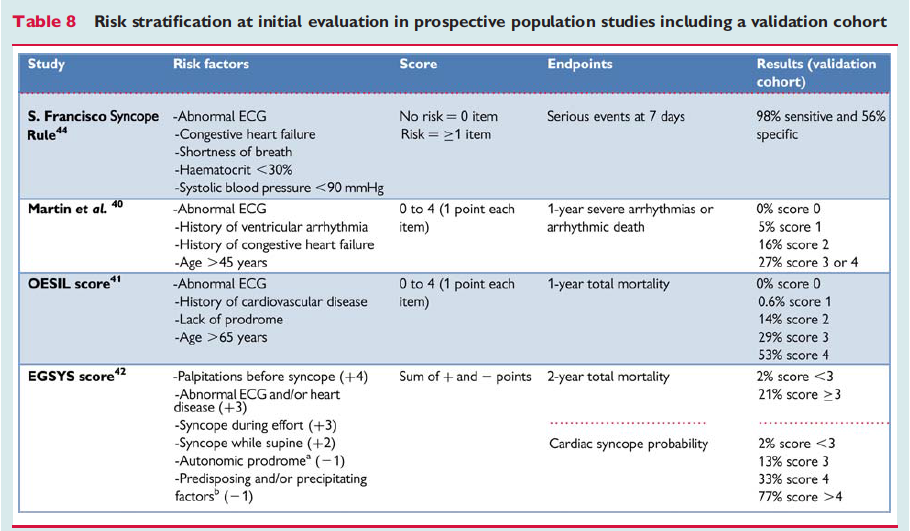 Table 8 Risk stratification at initial evaluation in prospective population studies including a validation cohort
Study Risk factors Score Endpoints Results (validation
cohort)
S. Francisco Syncope -Abnormal ECG No risk = 0 item Serious events at 7 days 98% sensitive and 56%
Rule44 -Congestive heart failure Risk = ≥1 item specific
-Shortness of breath
-Haematocrit <30%
-Systolic blood pressure <90 mmHg
Martin et al. 40 -Abnormal ECG 0 to 4 (1 point each 1-year severe arrhythmias or 0% score 0
-History of ventricular arrhythmia item) arrhythmic death 5% score 1
-History of congestive heart failure 16% score 2
-Age >45 years 27% score 3 or 4
OESIL score41 -Abnormal ECG 0 to 4 (1 point each 1-year total mortality 0% score 0
-History of cardiovascular disease item) 0.6% score 1
-Lack of prodrome 14% score 2
-Age >65 years 29% score 3
53% score 4
EGSYS score42 -Palpitations before syncope (+4) Sum of + and − points 2-year total mortality 2% score <3
-Abnormal ECG and/or heart 21% score ≥3
disease (+3)
-Syncope during effort (+3)
-Syncope while supine (+2) Cardiac syncope probability 2% score <3
-Autonomic prodromea (−1) 13% score 3
-Predisposing and/or precipitating 33% score 4
factorsb (−1) 77% score >4